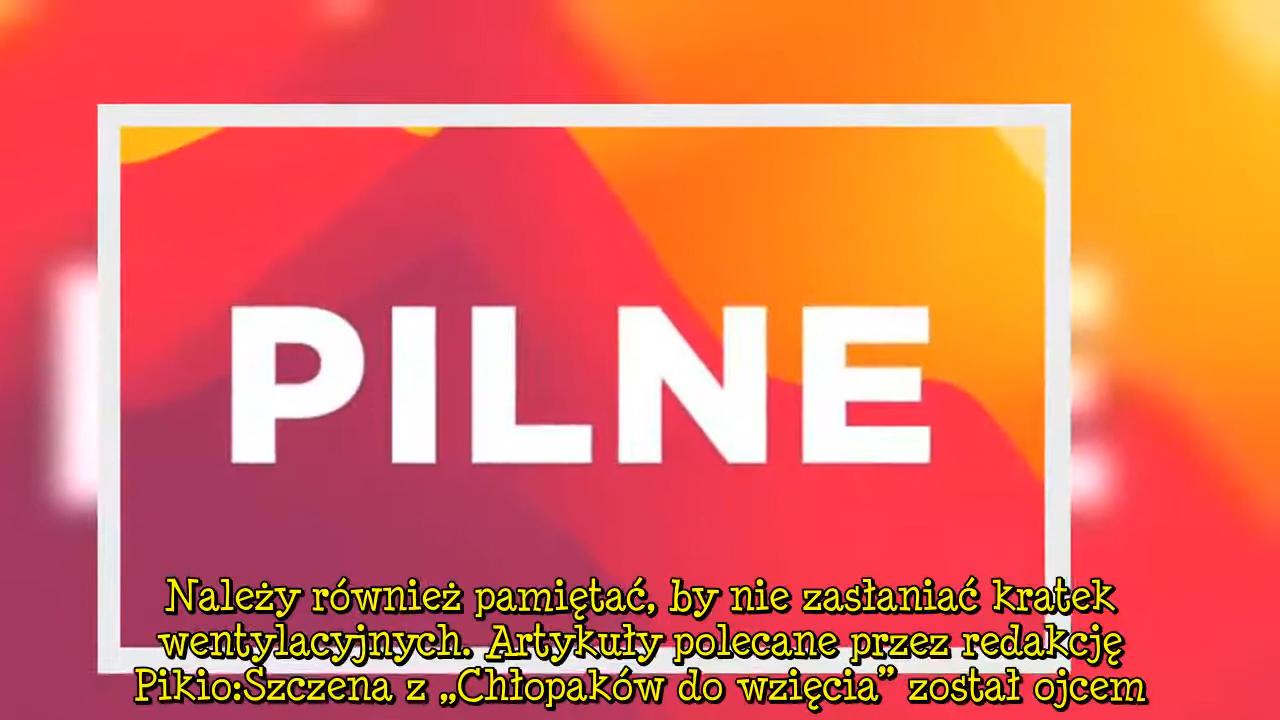 PILNE
Należy również pamiętać, by nie zasłaniać kratek
wentylacyjnych. Artykuły polecane przez redakcję
Pikio:Szczena z „Chłopaków do wzięcia” został ojcem